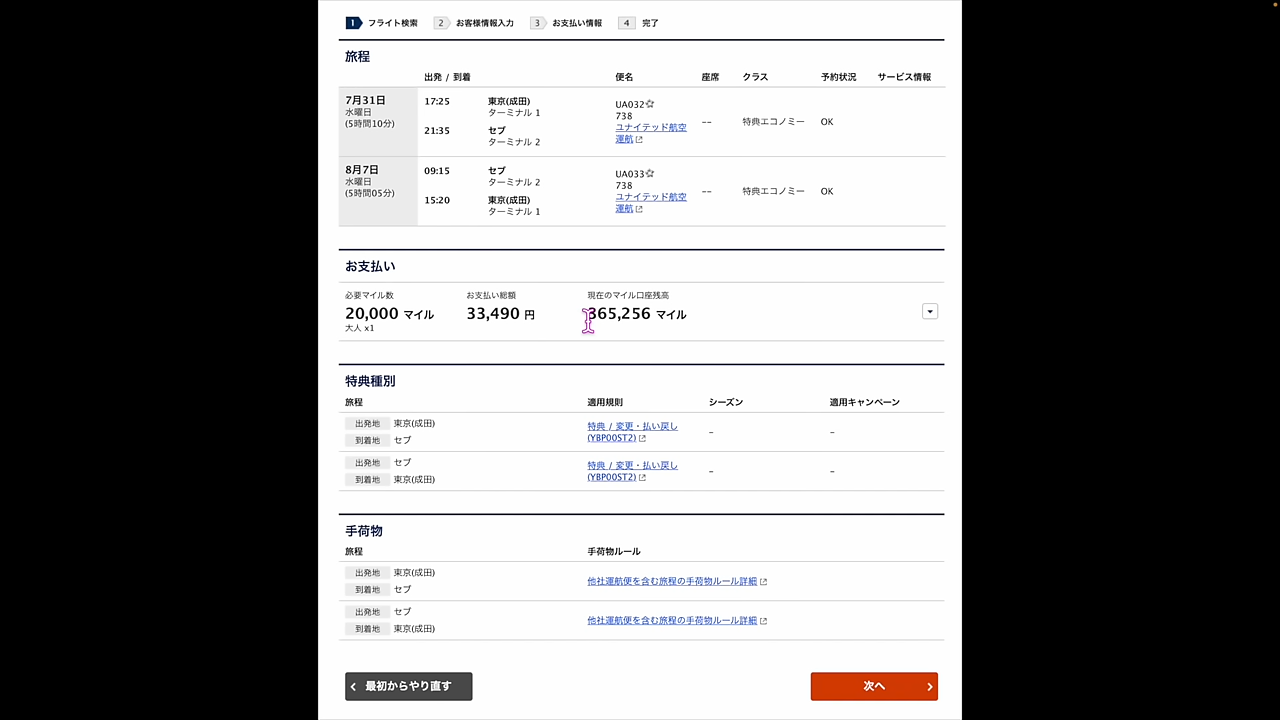 1 フライト検索 2 お客様情報入力 3 お支払い情報 4 完了
旅程
出発 / 到着 便名 座席 クラス 予約状況 サービス情報
7月31日
水曜日
(5時間10分)
17:25 東京(成田)
ターミナル 1
21:35 セブ
ターミナル 2
UA032
738
ユナイテッド航空
運航
-- 特典エコノミー OK
8月7日
水曜日
(5時間05分)
09:15 セブ
ターミナル 2
15:20 東京(成田)
ターミナル 1
UA033
738
ユナイテッド航空
運航
-- 特典エコノミー OK
お支払い
必要マイル数 お支払い総額 現在のマイル口座残高
20,000 マイル 33,490 円 365,256 マイル
大人 x1
特典種別
旅程 適用規則 シーズン 適用キャンペーン
出発地 東京(成田)
到着地 セブ
特典 / 変更・払い戻し
(YBP00ST2)
- -
出発地 セブ
到着地 東京(成田)
特典 / 変更・払い戻し
(YBP00ST2)
- -
手荷物
旅程 手荷物ルール
出発地 東京(成田)
到着地 セブ
他社運航便を含む旅程の手荷物ルール詳細
出発地 セブ
到着地 東京(成田)
他社運航便を含む旅程の手荷物ルール詳細
最初からやり直す 次へ